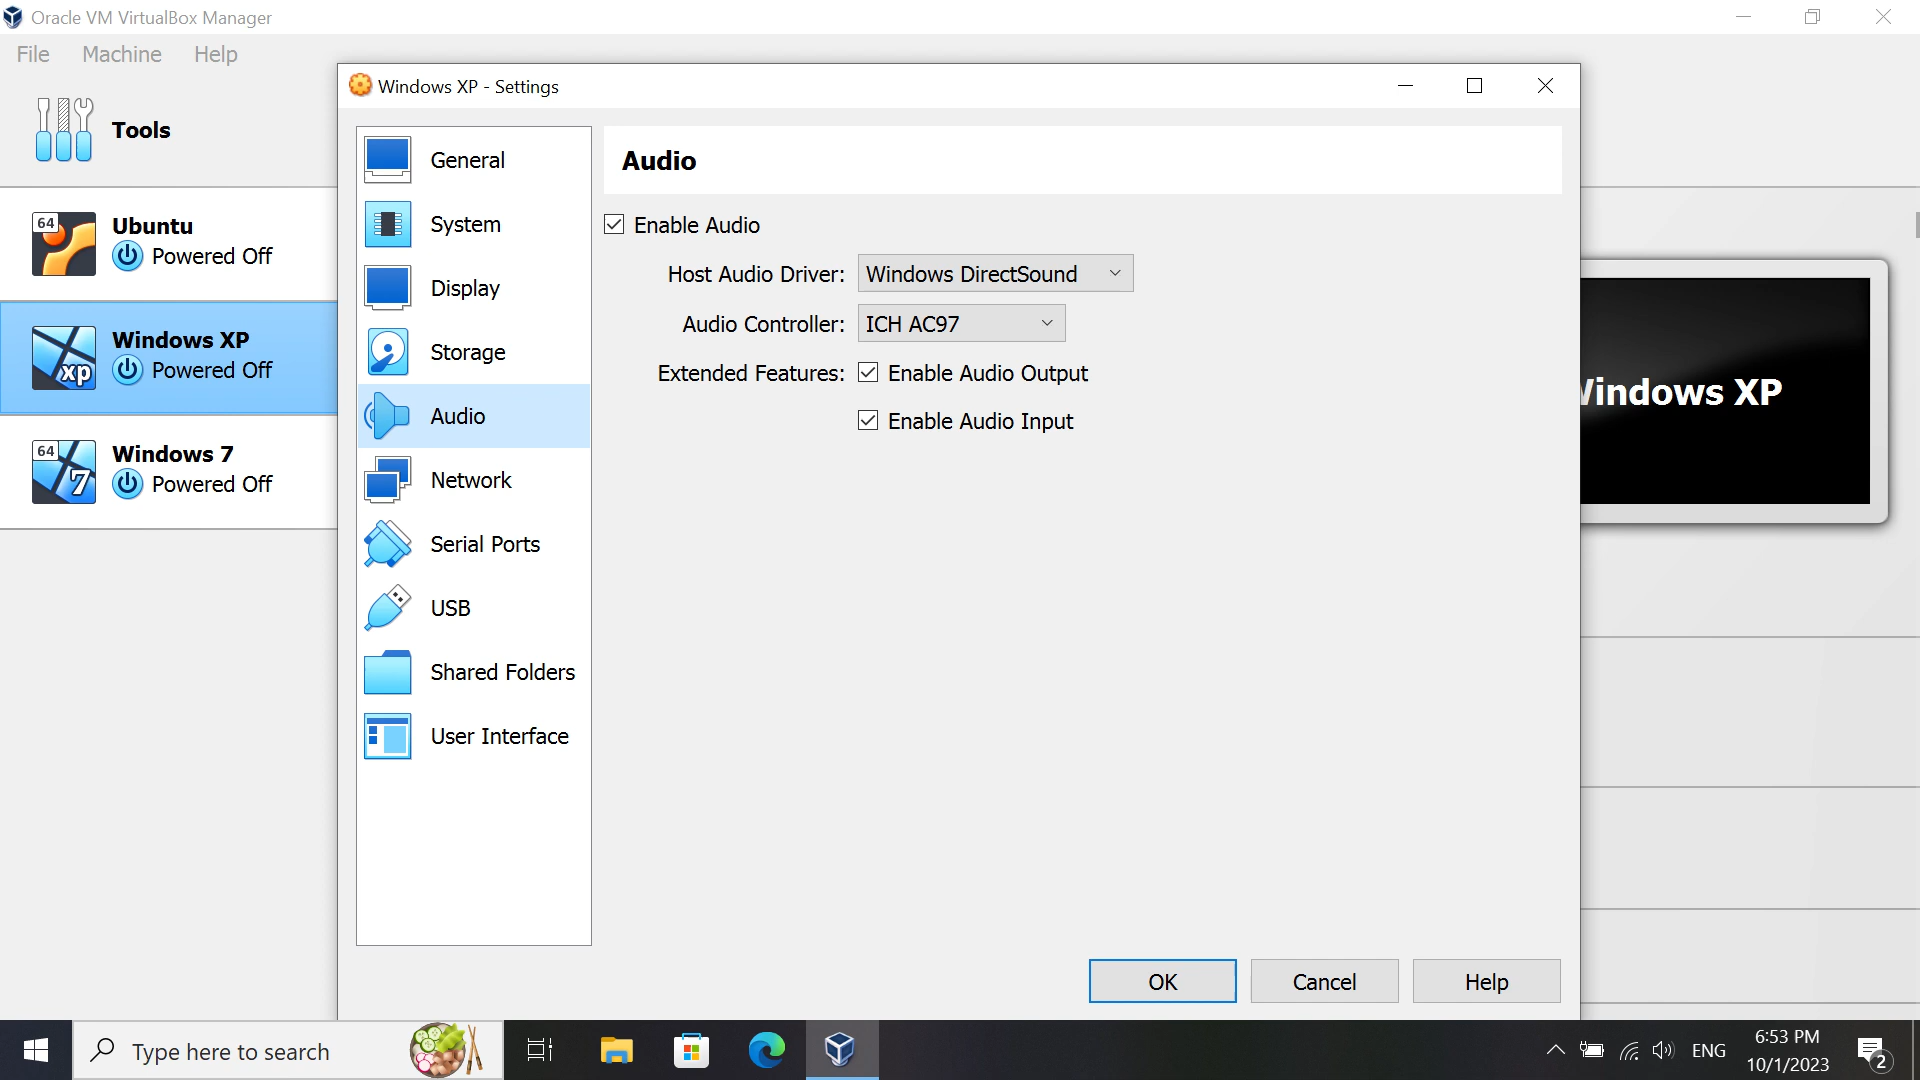 Oracle VM VirtualBox Manager
File Machine Help
Tools
64
Ubuntu
Powered Off
xp
Windows XP
Powered Off
64
7
Windows 7
Powered Off
Windows XP - Settings
General
System
Display
Storage
Audio
Network
Serial Ports
USB
Shared Folders
User Interface
Audio
Enable Audio
Host Audio Driver: Windows DirectSound
Audio Controller: ICH AC97
Extended Features: Enable Audio Output
Enable Audio Input
OK Cancel Help
Windows XP
Type here to search
ENG
6:53 PM
10/1/2023
2